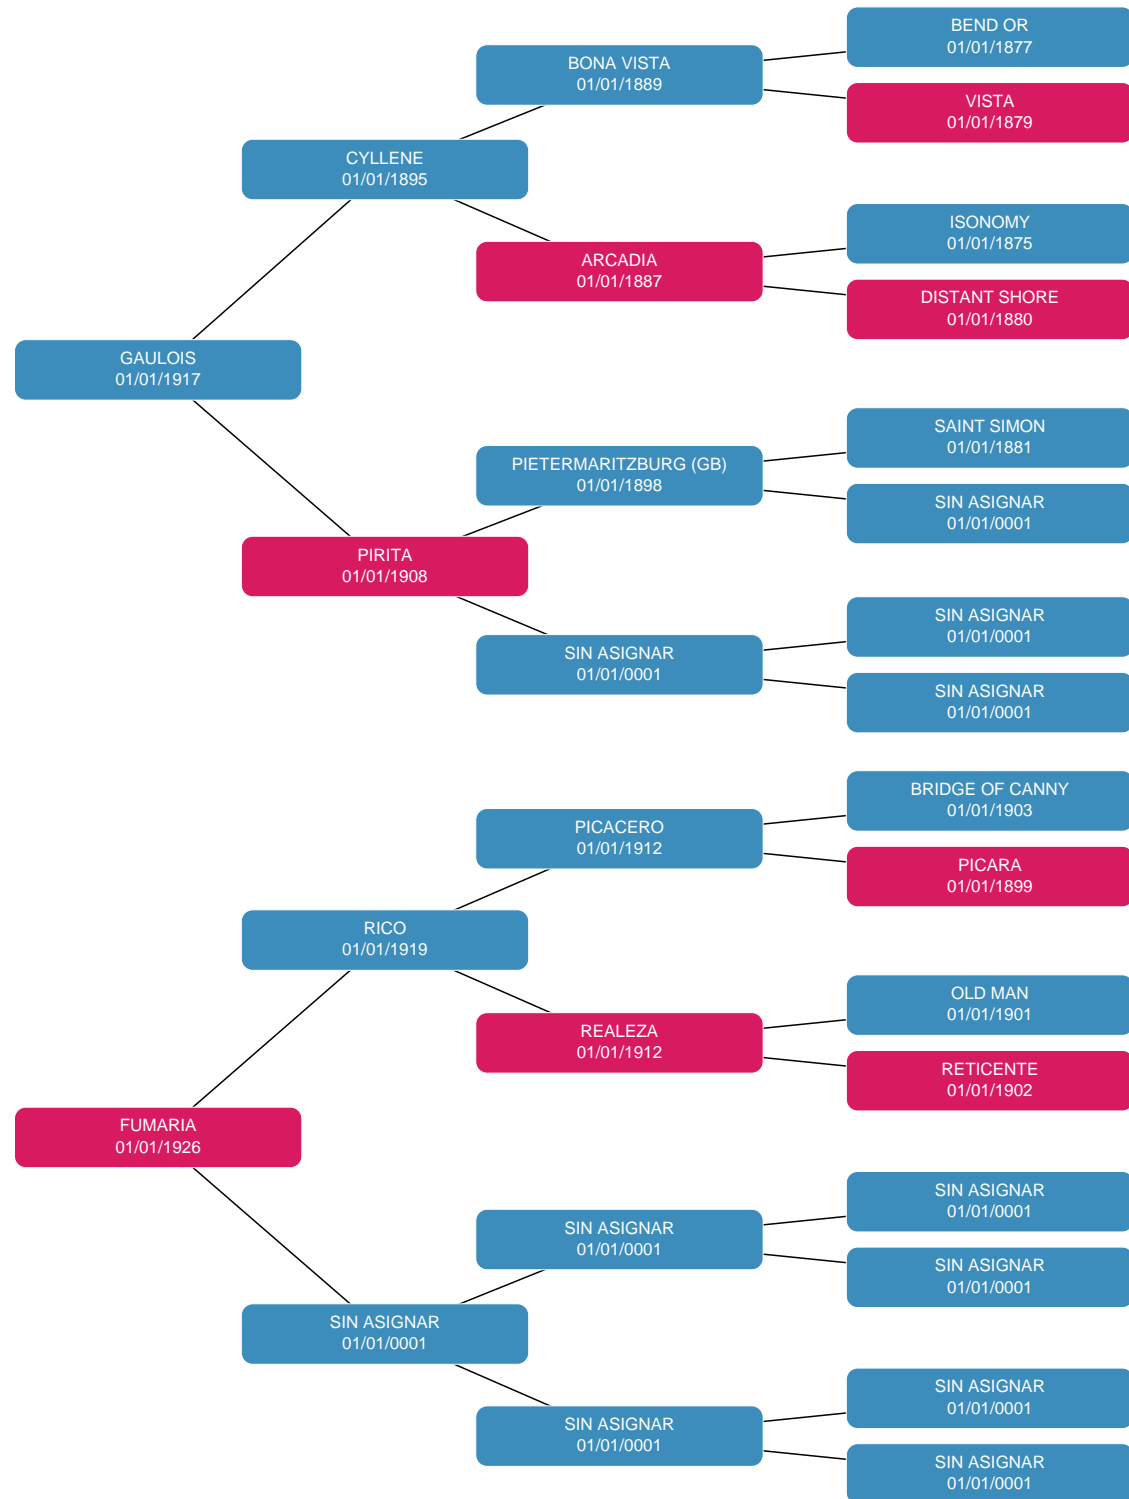 BEND OR
01/01/1877
BONA VISTA
01/01/1889
VISTA
01/01/1879
CYLLENE
01/01/1895
ISONOMY
01/01/1875
ARCADIA
01/01/1887
DISTANT SHORE
01/01/1880
GAULOIS
01/01/1917
SAINT SIMON
01/01/1881
PIETERMARITZBURG (GB)
01/01/1898
SIN ASIGNAR
01/01/0001
PIRITA
01/01/1908
SIN ASIGNAR
01/01/0001
SIN ASIGNAR
01/01/0001
SIN ASIGNAR
01/01/0001
BRIDGE OF CANNY
01/01/1903
PICACERO
01/01/1912
PICARA
01/01/1899
RICO
01/01/1919
OLD MAN
01/01/1901
REALEZA
01/01/1912
RETICENTE
01/01/1902
FUMARIA
01/01/1926
SIN ASIGNAR
01/01/0001
SIN ASIGNAR
01/01/0001
SIN ASIGNAR
01/01/0001
SIN ASIGNAR
01/01/0001
SIN ASIGNAR
01/01/0001
SIN ASIGNAR
01/01/0001
SIN ASIGNAR
01/01/0001